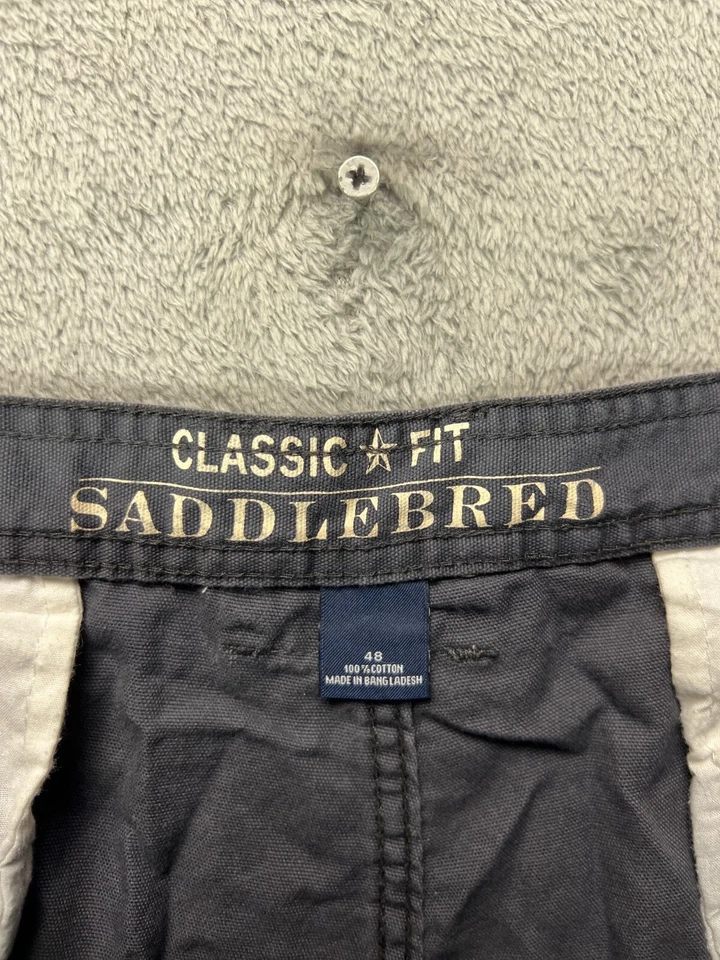 CLASSIC ★ FIT
SADDLEBRED
48
100% COTTON
MADE IN BANGLADESH